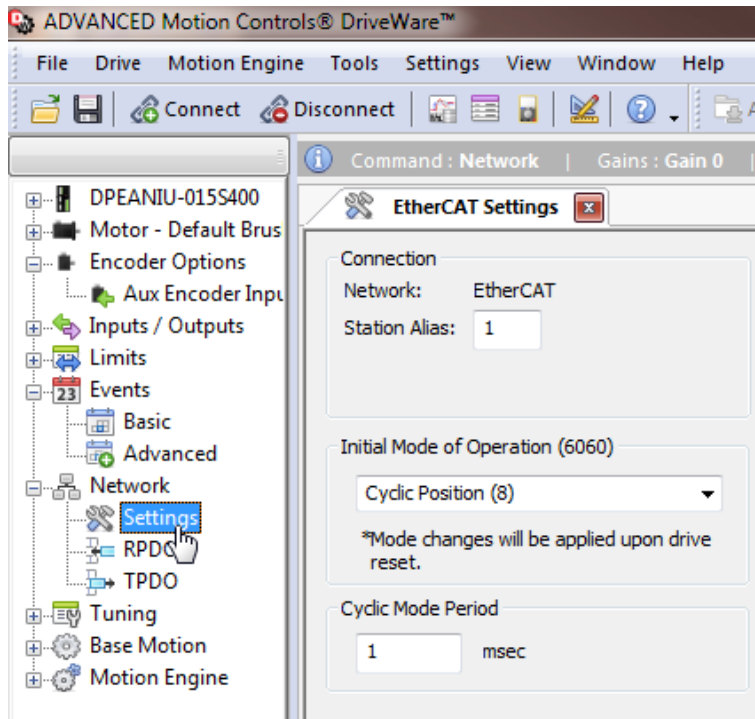 ADVANCED Motion Controls® DriveWare™
File Drive Motion Engine Tools Settings View Window Help
Connect Disconnect
Command : Network | Gains : Gain 0 |
DPEANIU-015S400
Motor - Default Brus
Encoder Options
Aux Encoder Inpu
Inputs / Outputs
Limits
23 Events
Basic
Advanced
Network
Settings
RPDO
TPDO
Tuning
Base Motion
Motion Engine
EtherCAT Settings
Connection
Network: EtherCAT
Station Alias: 1
Initial Mode of Operation (6060)
Cyclic Position (8)
*Mode changes will be applied upon drive
reset.
Cyclic Mode Period
1 msec